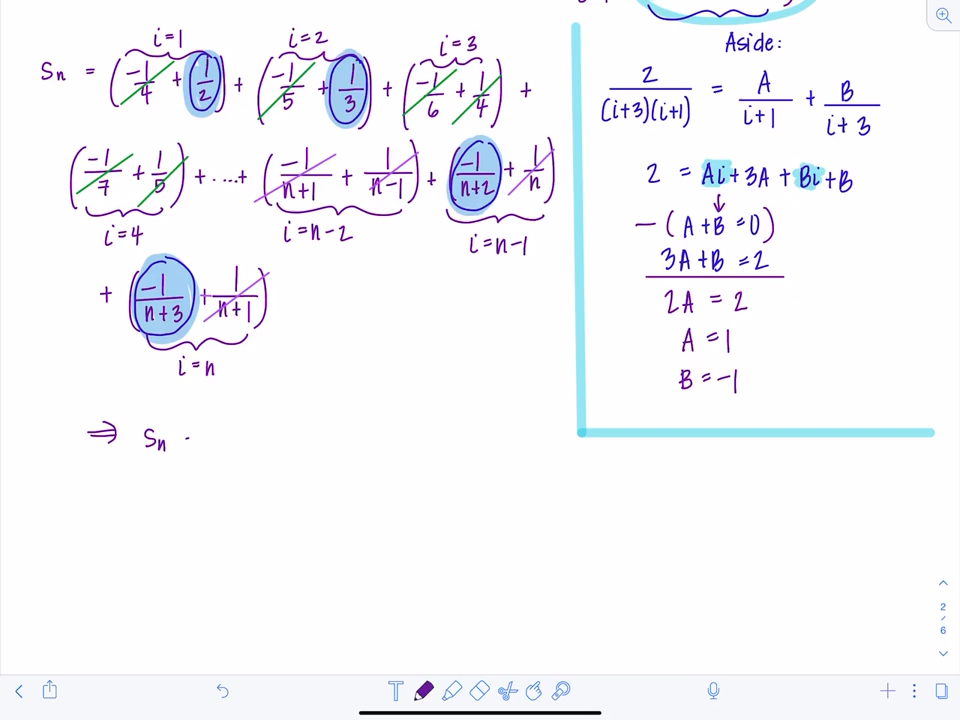 i=1 i=2 i=3
Sn = (-1/4 + 1/2) + (-1/5 + 1/3) + (-1/6 + 1/4) +
(-1/7 + 1/5) + ....+ (-1/n+1 + 1/n-1) + (-1/n+2 + 1/n)
i=4 i=n-2 i=n-1
+ (-1/n+3 + 1/n+1)
i=n
⇒ Sn
Aside:
2/(i+3)(i+1) = A/i+1 + B/i+3
2 = Ai+3A + Bi+B
↓
-(A+B=0)
3A+B=2
2A=2
A=1
B=-1
2
/
6
T